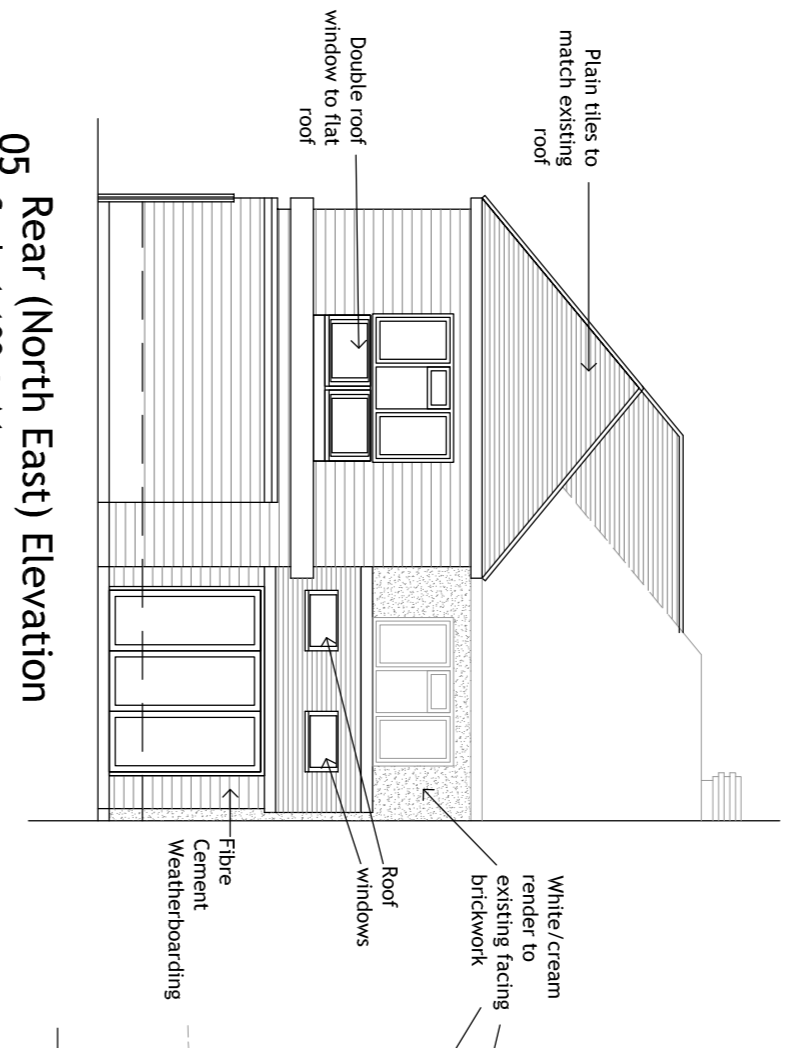 Plain tiles to
match existing
roof
Double roof
window to flat
roof
White/cream
render to
existing facing
brickwork
Roof
windows
Fibre
Cement
Weatherboarding
05 Rear (North East) Elevation